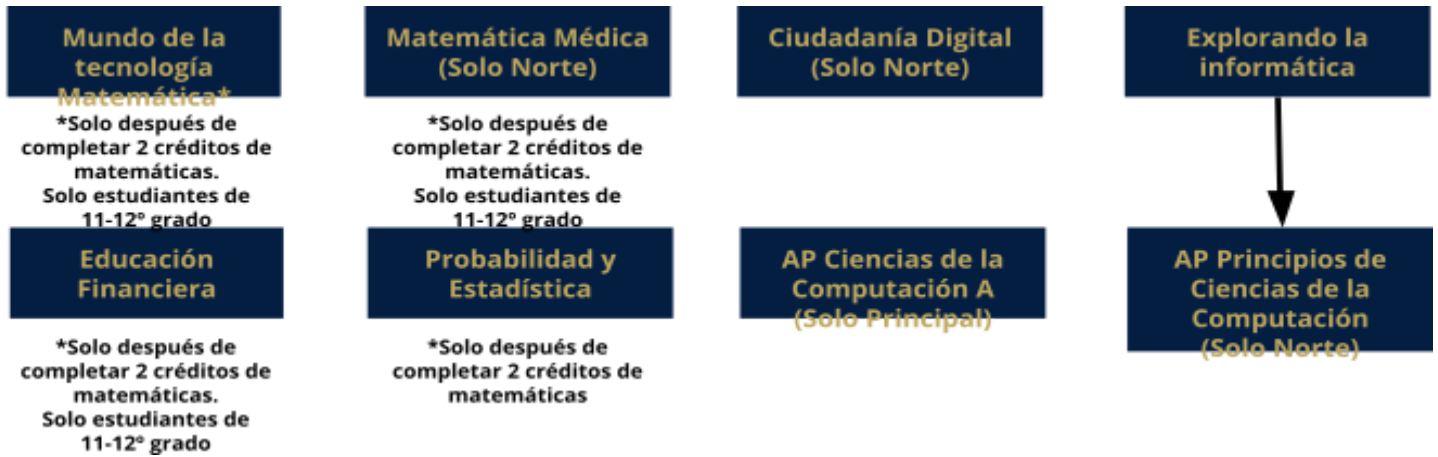 Mundo de la
tecnología
Matemática*
*Solo después de
completar 2 créditos de
matemáticas.
Solo estudiantes de
11-12º grado
Matemática Médica
(Solo Norte)
*Solo después de
completar 2 créditos de
matemáticas.
Solo estudiantes de
11-12º grado
Ciudadanía Digital
(Solo Norte)
Explorando la
informática
Educación
Financiera
*Solo después de
completar 2 créditos de
matemáticas.
Solo estudiantes de
11-12º grado
Probabilidad y
Estadística
*Solo después de
completar 2 créditos de
matemáticas
AP Ciencias de la
Computación A
(Solo Principal)
AP Principios de
Ciencias de la
Computación
(Solo Norte)